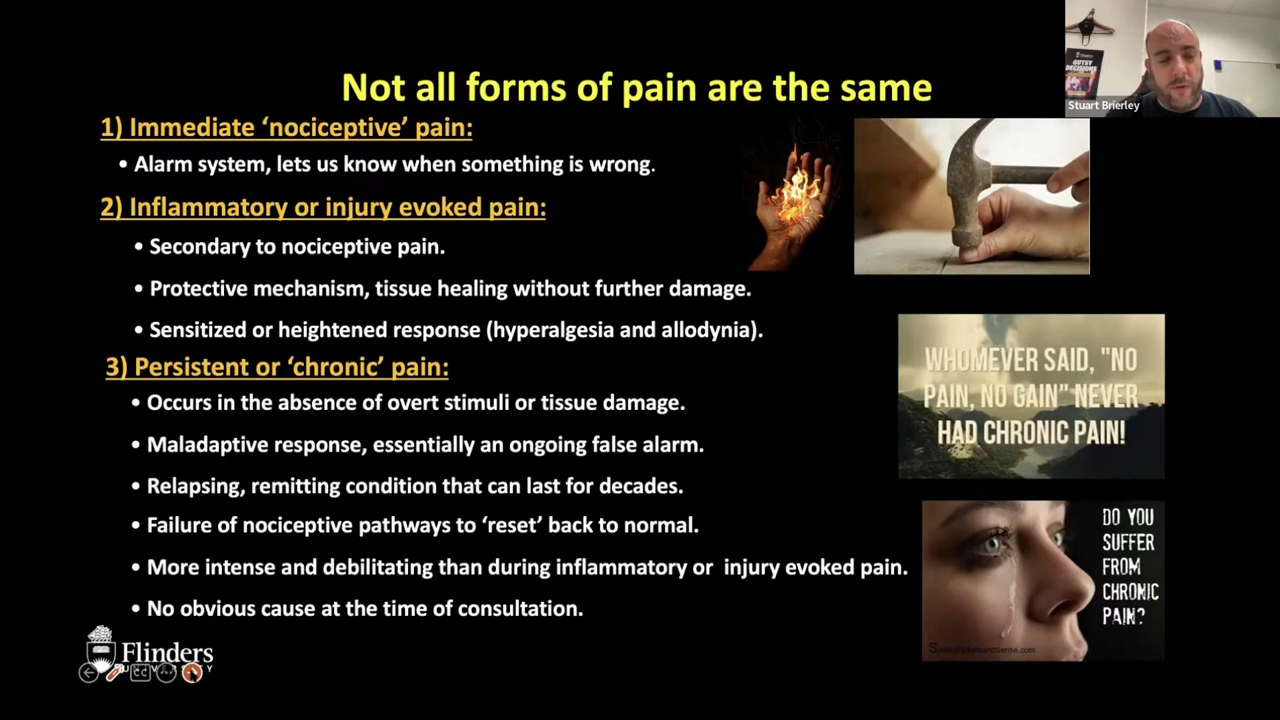 Not all forms of pain are the same
1) Immediate ‘nociceptive’ pain:
• Alarm system, lets us know when something is wrong.
2) Inflammatory or injury evoked pain:
• Secondary to nociceptive pain.
• Protective mechanism, tissue healing without further damage.
• Sensitized or heightened response (hyperalgesia and allodynia).
3) Persistent or ‘chronic’ pain:
• Occurs in the absence of overt stimuli or tissue damage.
• Maladaptive response, essentially an ongoing false alarm.
• Relapsing, remitting condition that can last for decades.
• Failure of nociceptive pathways to ‘reset’ back to normal.
• More intense and debilitating than during inflammatory or injury evoked pain.
• No obvious cause at the time of consultation.
WHOMEVER SAID, "NO
PAIN, NO GAIN" NEVER
HAD CHRONIC PAIN!
DO YOU
SUFFER
FROM
CHRONIC
PAIN?
Flinders
CC
GUTSY
DECISIONS
Stuart Brierley